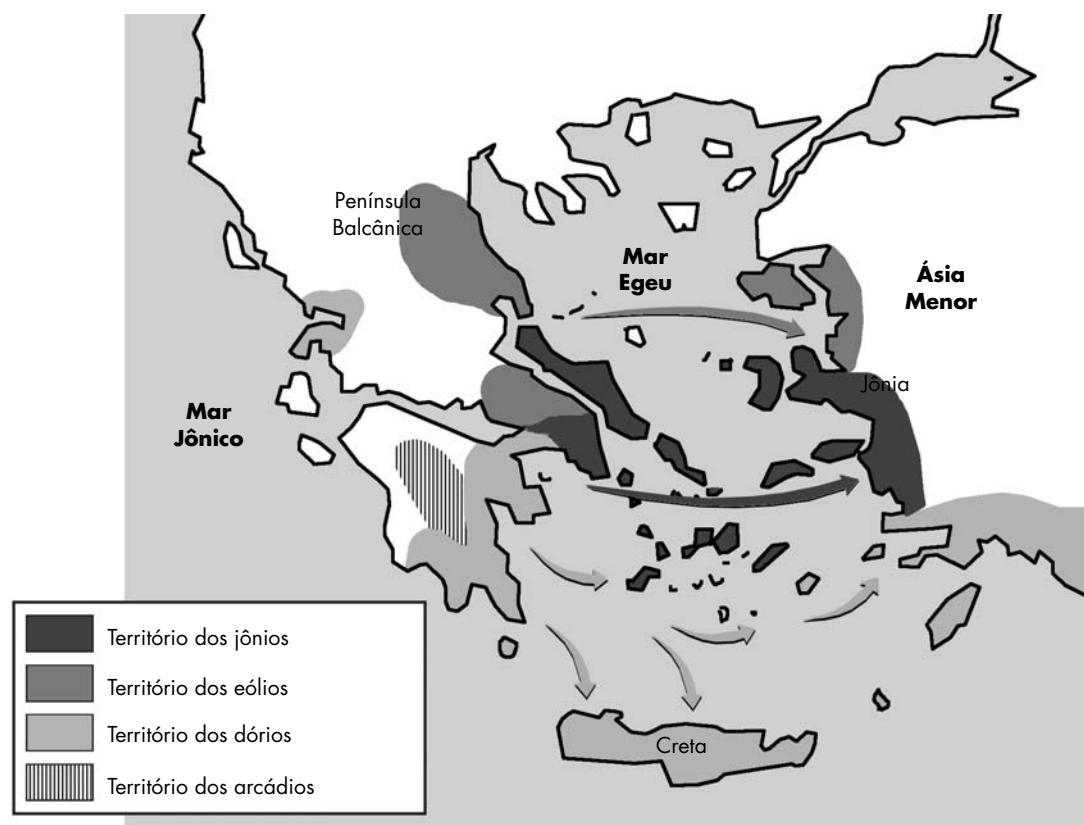 Península
Balcânica
Mar
Egeu
Ásia
Menor
Jônia
Mar
Jônico
Creta
Território dos jônios
Território dos eólios
Território dos dórios
Território dos arcádios